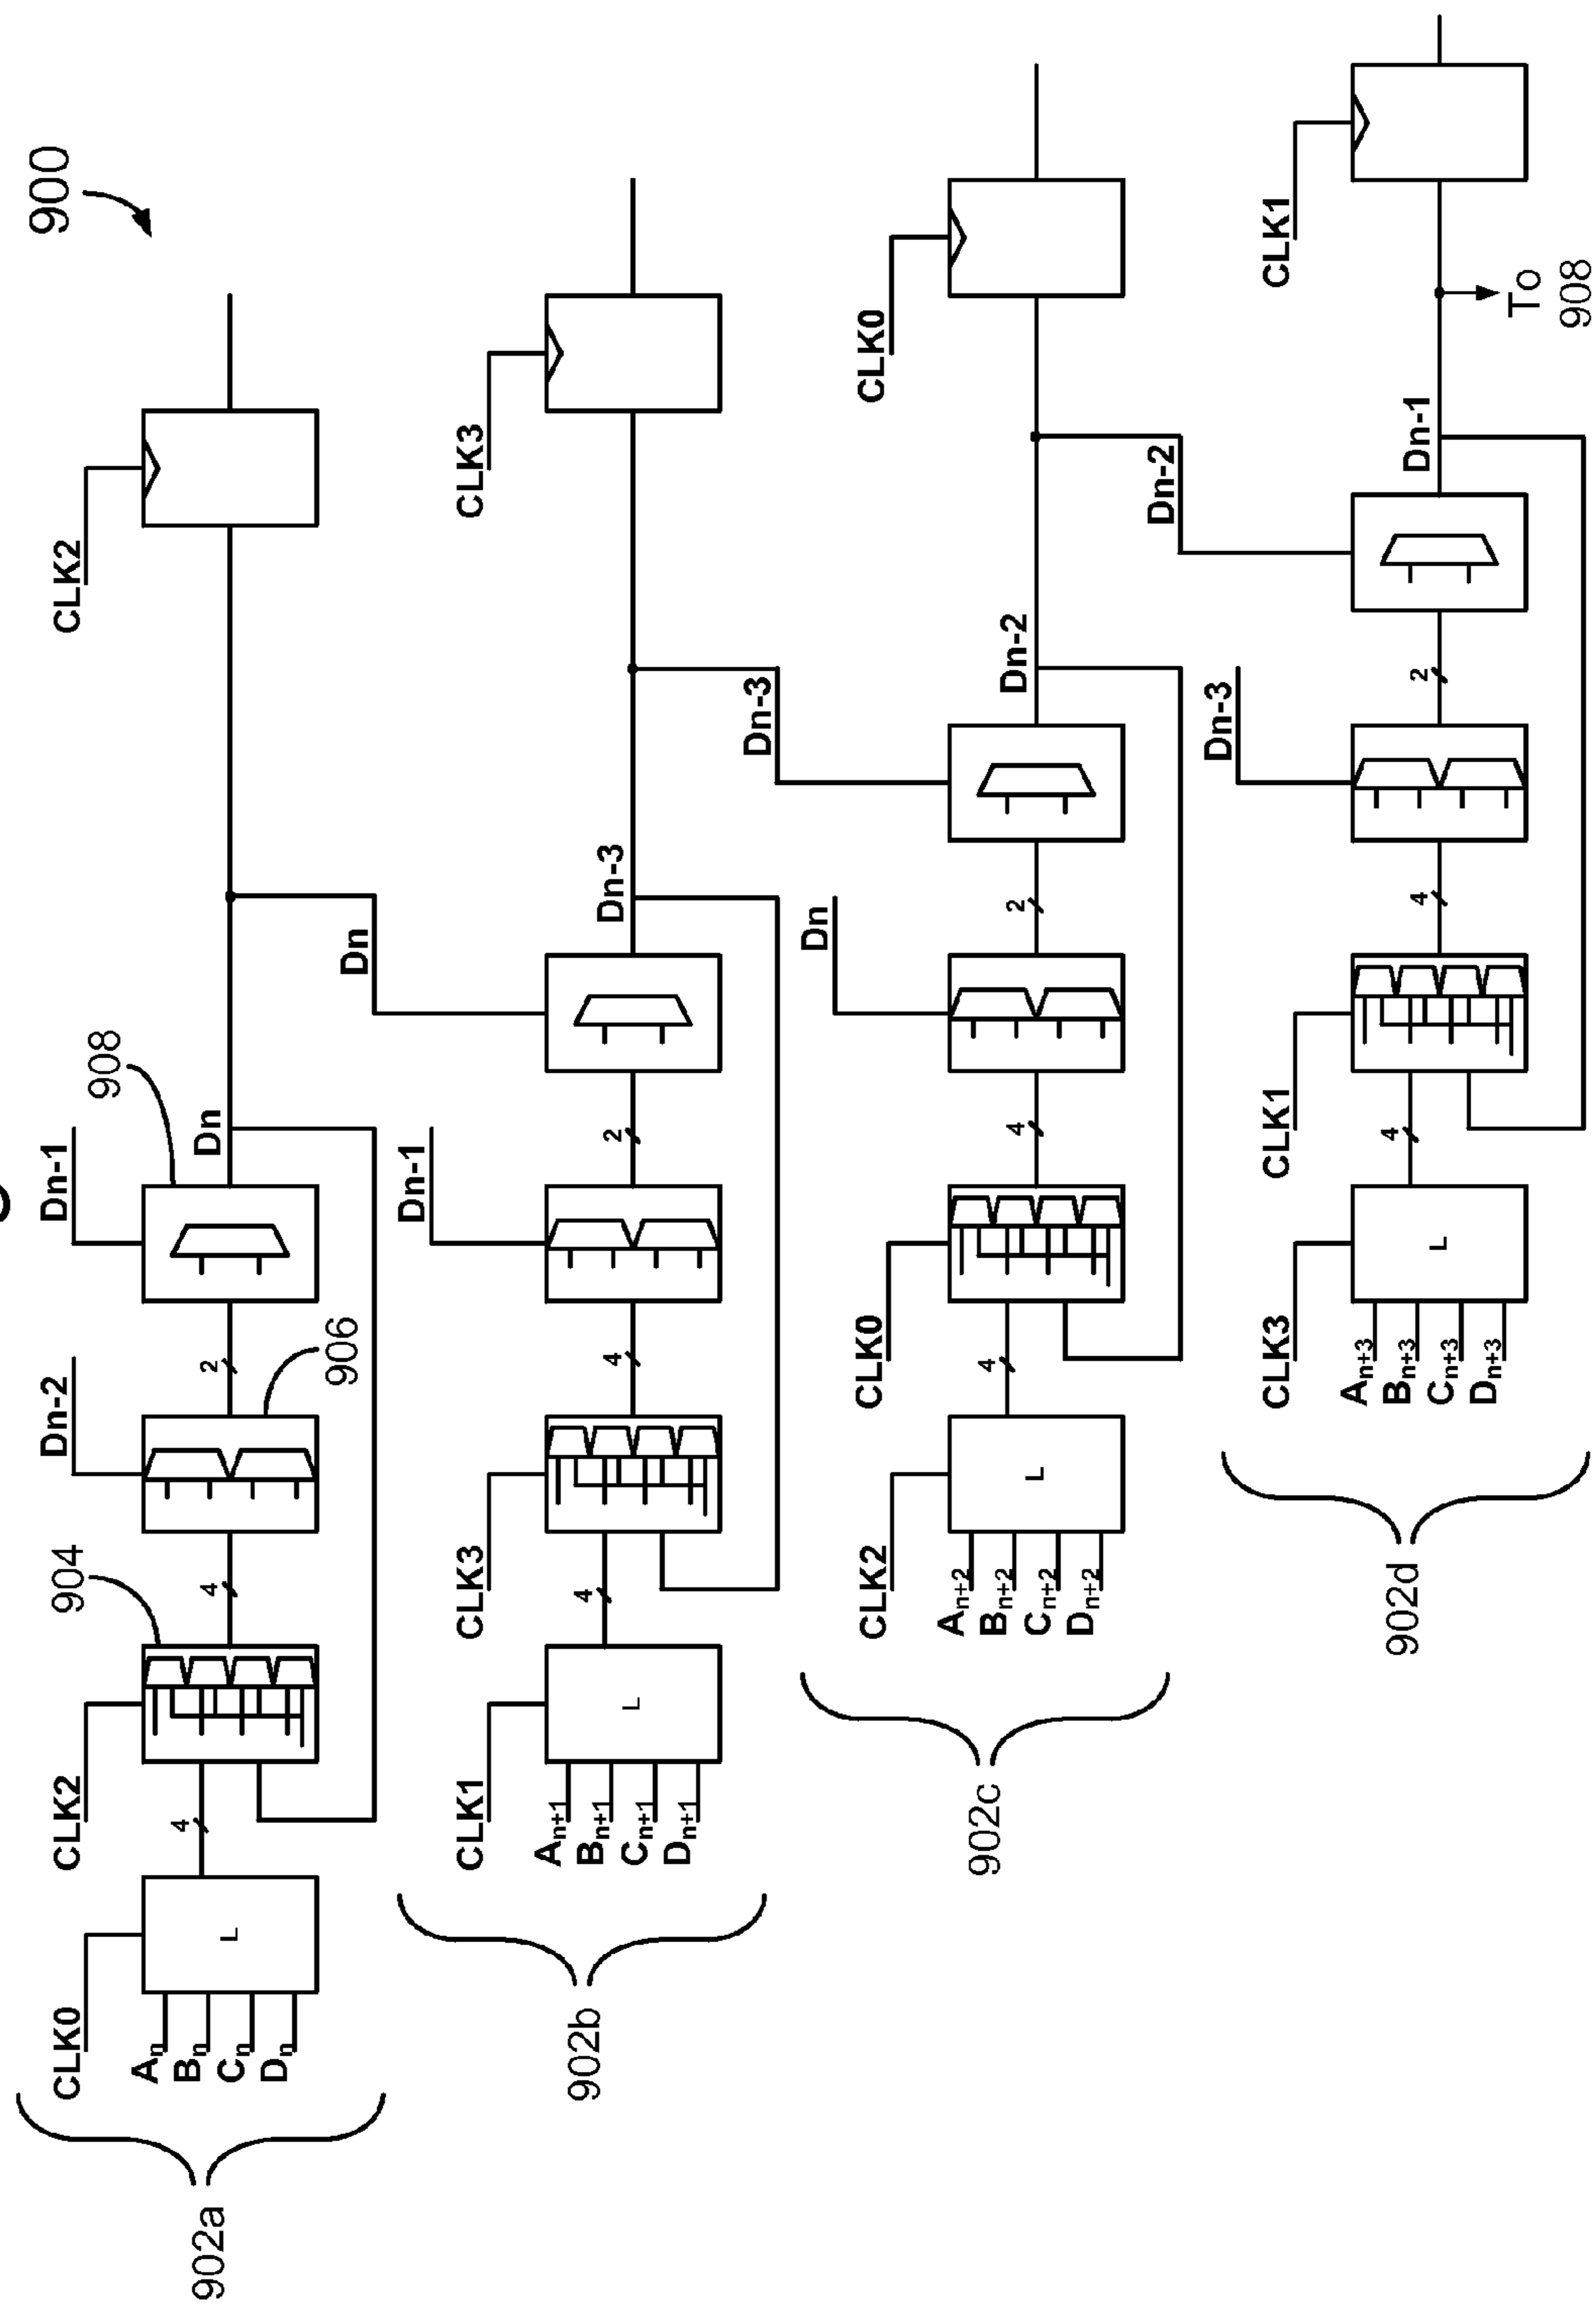 900
CLK2
CLK3
CLK0
CLK1
To
908
Dn-1
Dn-2
Dn-2
Dn-3
Dn-3
Dn-3
Dn
Dn
Dn
908
Dn-1
Dn-1
Dn-2
906
904
2
2
2
2
4
4
4
4
CLK2
CLK3
CLK0
CLK1
4
4
4
4
CLK0
L
An
Bn
Cn
Dn
902a
CLK1
L
An+1
Bn+1
Cn+1
Dn+1
902b
CLK2
L
An+2
Bn+2
Cn+2
Dn+2
902c
CLK3
L
An+3
Bn+3
Cn+3
Dn+3
902d